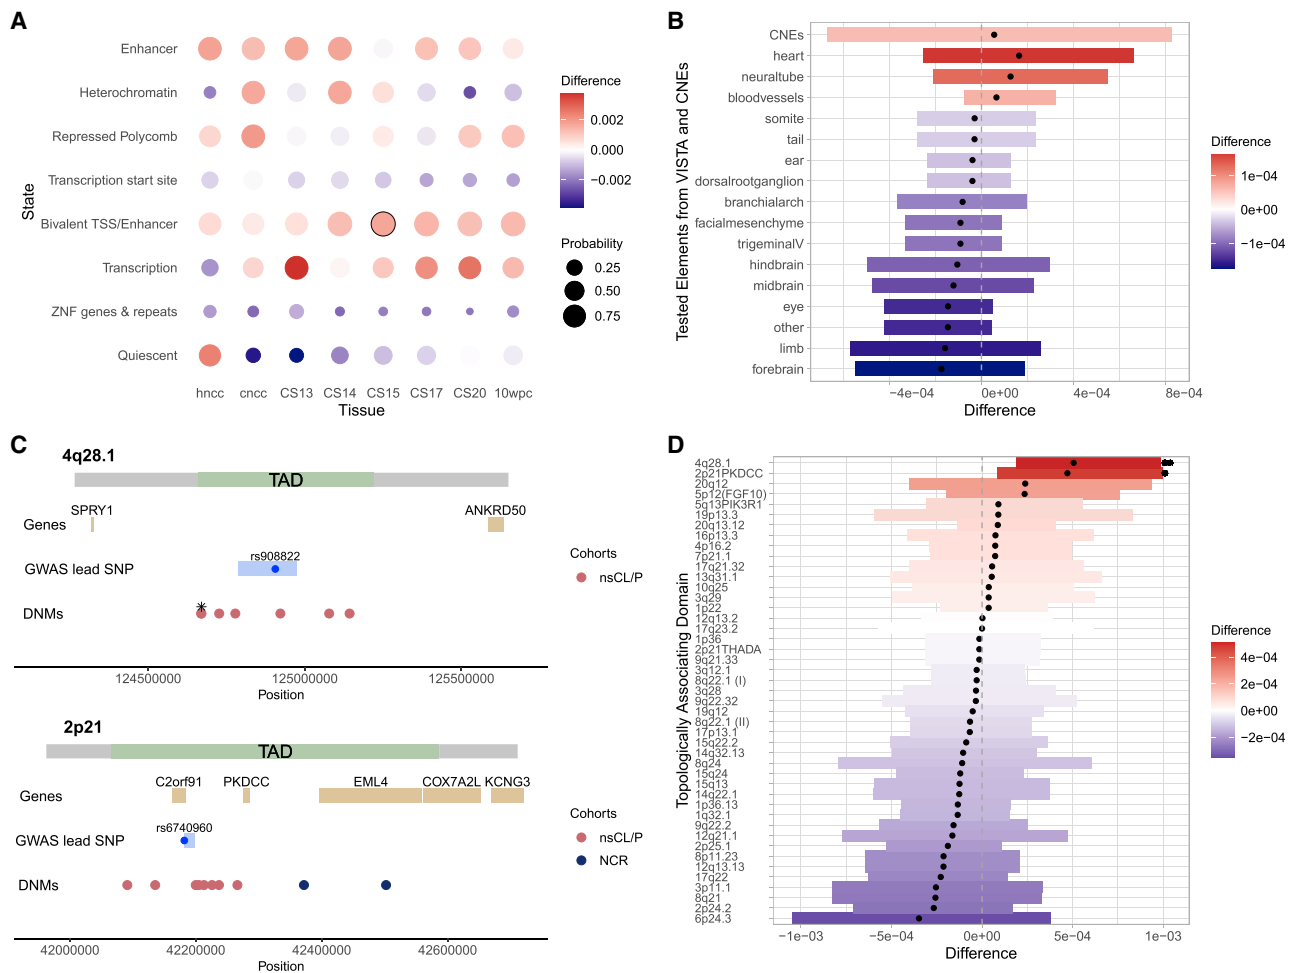 A
Enhancer
Heterochromatin
Repressed Polycomb
Transcription start site
Bivalent TSS/Enhancer
Transcription
ZNF genes & repeats
Quiescent
State
hncc cncc CS13 CS14 CS15 CS17 CS20 10wpc
Tissue
Difference
0.002
0.000
−0.002
Probability
0.25
0.50
0.75
B
Tested Elements from VISTA and CNEs
CNEs
heart
neuraltube
bloodvessels
somite
tail
ear
dorsalrootganglion
branchialarch
facialmesenchyme
trigeminalV
hindbrain
midbrain
eye
other
limb
forebrain
−4e−04 0e+00 4e−04 8e−04
Difference
Difference
1e−04
0e+00
−1e−04
C
4q28.1
TAD
SPRY1 ANKRD50
Genes
rs908822
GWAS lead SNP
DNMs
*
Cohorts
nsCL/P
124500000 125000000 125500000
Position
2p21
TAD
C2orf91 PKDCC EML4 COX7A2L KCNG3
Genes
rs6740960
GWAS lead SNP
DNMs
Cohorts
nsCL/P
NCR
42000000 42200000 42400000 42600000
Position
D
Topologically Associating Domain
4q28.1
**
2p21PKDCC
*
20q12
5p12(FGF10)
5q13PIK3R1
19p13.3
20q13.12
16p13.3
4p16.2
7p21.1
17q21.32
13q31.1
10q25
3q29
1p22
12q13.2
17q23.2
1p36
2p21THADA
9q21.33
3q12.1
8q22.1 (I)
3q28
9q22.32
19q12
8q22.1 (II)
17p13.1
15q22.2
14q32.13
8q24
15q24
15q13
14q22.1
1p36.13
1q32.1
9q22.2
12q21.1
2p25.1
8p11.23
12q13.13
17q22
3p11.1
8q21
2p24.2
6p24.3
−1e−03 −5e−04 0e+00 5e−04 1e−03
Difference
Difference
4e−04
2e−04
0e+00
−2e−04